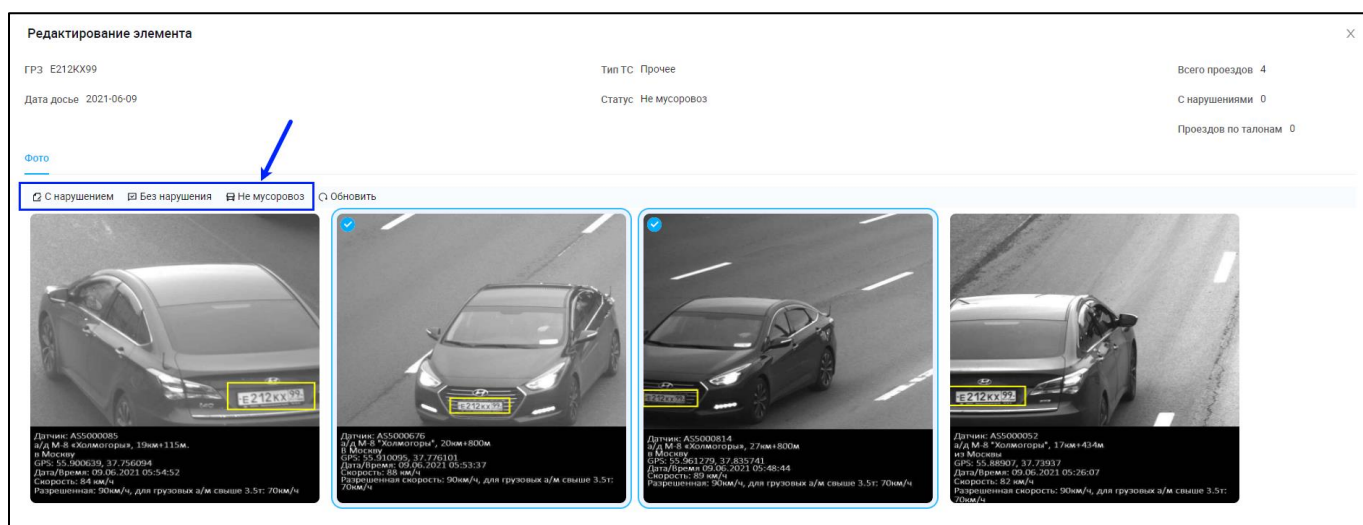 Редактирование элемента
ГРЗ E212KX99 Тип ТС Прочее Всего проездов 4
Дата досье 2021-06-09 Статус Не мусоровоз С нарушениями 0
Проездов по талонам 0
Фото
С нарушением Без нарушения Не мусоровоз Обновить
E212KX 99
E212KX 99
E212KX 99
E212KX 99
Датчик: AS5000085
а/д М-8 «Холмогоры», 19км+115м.
в Москву
GPS: 55.900639, 37.756094
Дата/Время: 09.06.2021 05:54:52
Скорость: 84 км/ч
Разрешенная: 90км/ч, для грузовых а/м свыше 3.5т: 70км/ч
Датчик: AS5000676
а/д М-8 "Холмогоры", 20км+800м
в Москву
GPS: 55.910095, 37.776101
Дата/Время: 09.06.2021 05:53:37
Скорость: 88 км/ч
Разрешенная скорость: 90км/ч, для грузовых а/м свыше 3.5т:
70км/ч
Датчик: AS5000814
а/д М-8 "Холмогоры", 27км+800м
в Москву
GPS: 55.961279, 37.835741
Дата/Время 09.06.2021 05:48:44
Скорость: 89 км/ч
Разрешенная: 90км/ч, для грузовых а/м свыше 3.5т: 70км/ч
Датчик: AS5000052
а/д М-8 "Холмогоры", 17км+434м
из Москвы
GPS: 55.88907, 37.73937
Дата/Время: 09.06.2021 05:26:07
Скорость: 82 км/ч
Разрешенная скорость: 90км/ч, для грузовых а/м свыше 3.5т:
70км/ч